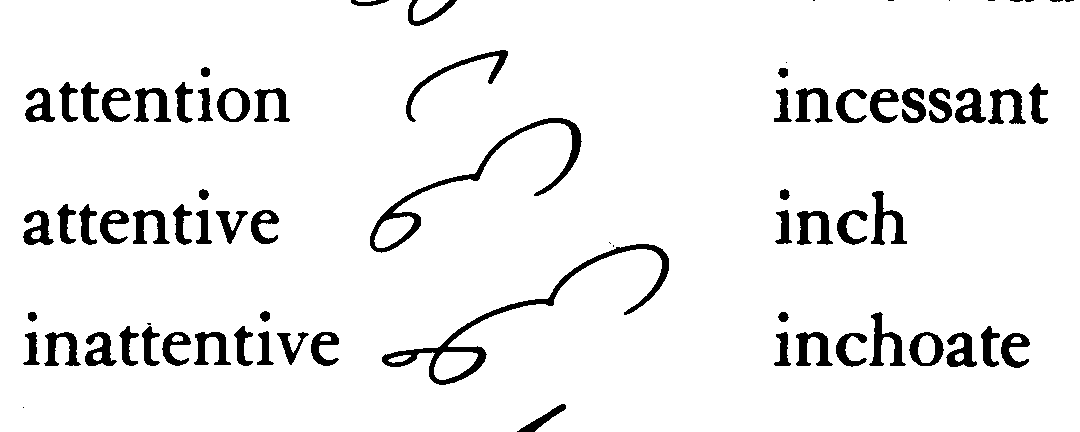 attention incessant
attentive inch
inattentive inchoate